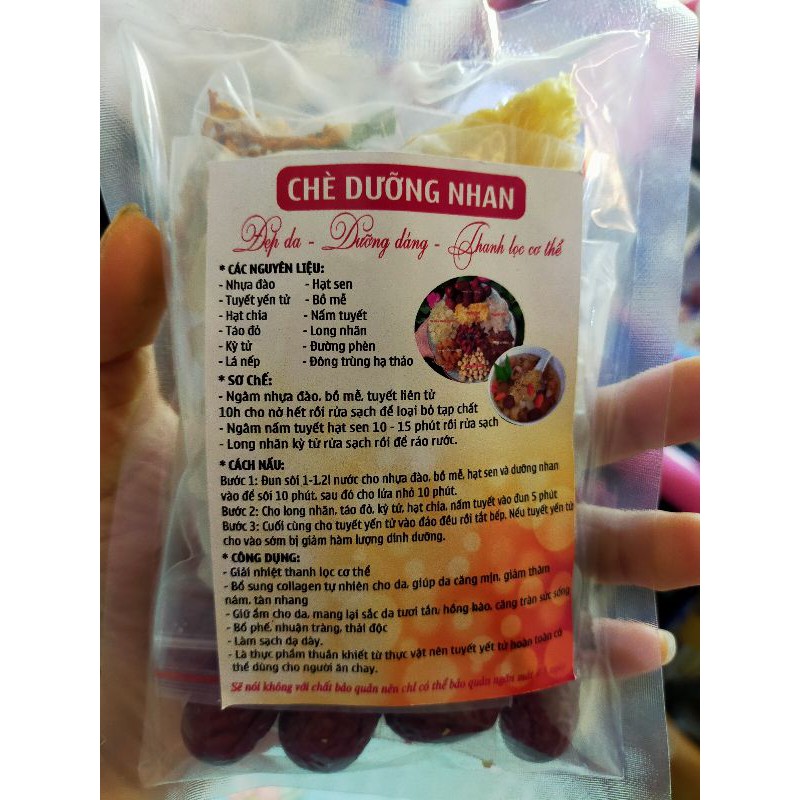 CHÈ DƯỠNG NHAN
Đẹp da - Dưỡng dáng - Thanh lọc cơ thể
* CÁC NGUYÊN LIỆU:
- Nhựa đào - Hạt sen
- Tuyết yến tử - Bồ mễ
- Hạt chia - Nấm tuyết
- Táo đỏ - Long nhãn
- Kỳ tử - Đường phèn
- Lá nếp - Đông trùng hạ thảo
* SƠ CHẾ:
- Ngâm nhựa đào, bồ mễ, tuyết liên tử
10h cho nở hết rồi rửa sạch để loại bỏ tạp chất
- Ngâm nấm tuyết hạt sen 10 - 15 phút rồi rửa sạch
- Long nhãn kỳ tử rửa sạch rồi để ráo rước.
* CÁCH NẤU:
Bước 1: Đun sôi 1-1.2l nước cho nhựa đào, bồ mễ, hạt sen và dưỡng nhan
vào để sôi 10 phút, sau đó cho lửa nhỏ 10 phút.
Bước 2: Cho long nhãn, táo đỏ, kỳ tử, hạt chia, nấm tuyết vào đun 5 phút
Bước 3: Cuối cùng cho tuyết yến tử vào đảo đều rồi tắt bếp. Nếu tuyết yến tử
cho vào sớm bị giảm hàm lượng dinh dưỡng.
* CÔNG DỤNG:
- Giải nhiệt thanh lọc cơ thể
- Bổ sung collagen tự nhiên cho da, giúp da căng mịn, giảm thâm
nám, tàn nhang
- Giữ ẩm cho da, mang lại sắc da tươi tắn, hồng hào, căng tràn sức sống
- Bổ phế, nhuận tràng, thải độc
- Làm sạch dạ dày.
- Là thực phẩm thuần khiết từ thực vật nên tuyết yết tử hoàn toàn có
thể dùng cho người ăn chay.
Sẽ nói không với chất bảo quản nên chỉ có thể bảo quản ngăn mát